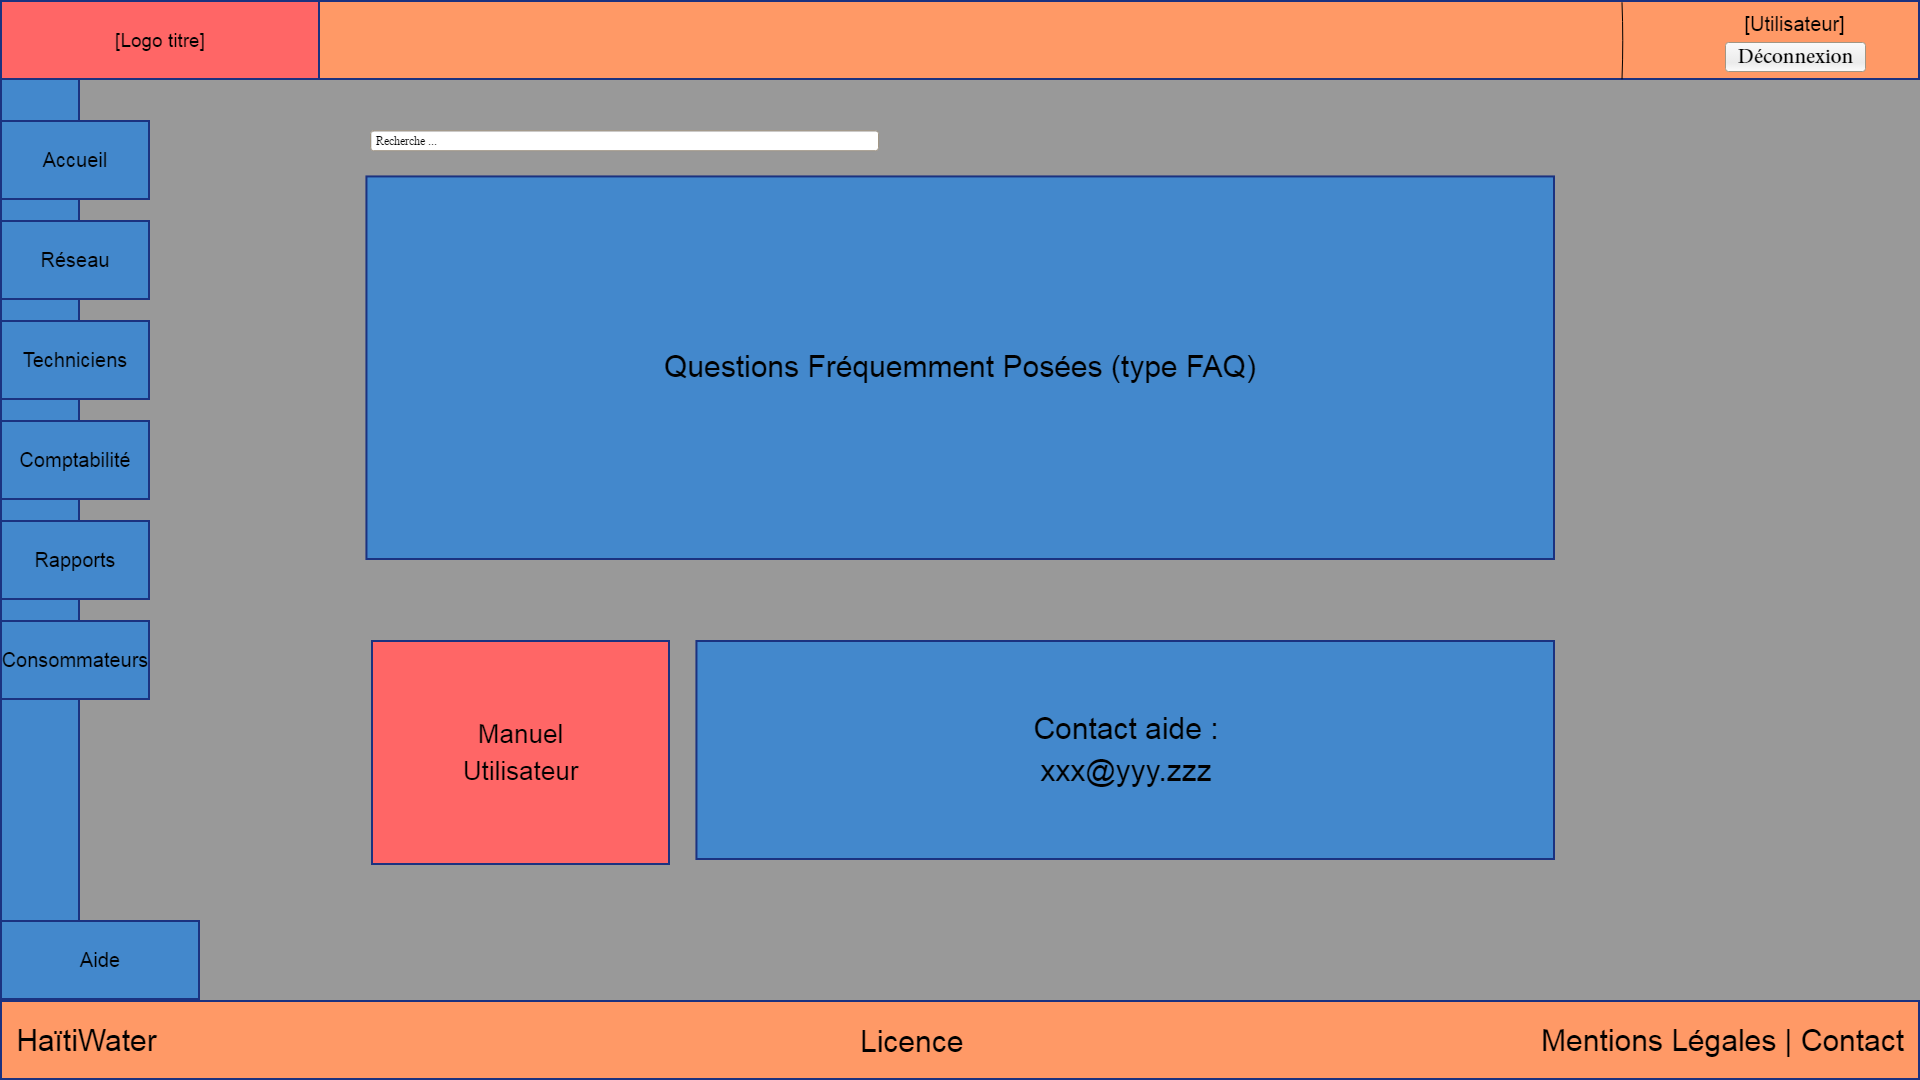 [Logo titre]
[Utilisateur]
Déconnexion
Recherche ...
Accueil
Réseau
Techniciens
Comptabilité
Rapports
Consommateurs
Aide
Questions Fréquemment Posées (type FAQ)
Manuel
Utilisateur
Contact aide :
xxx@yyy.zzz
HaïtiWater
Licence
Mentions Légales | Contact